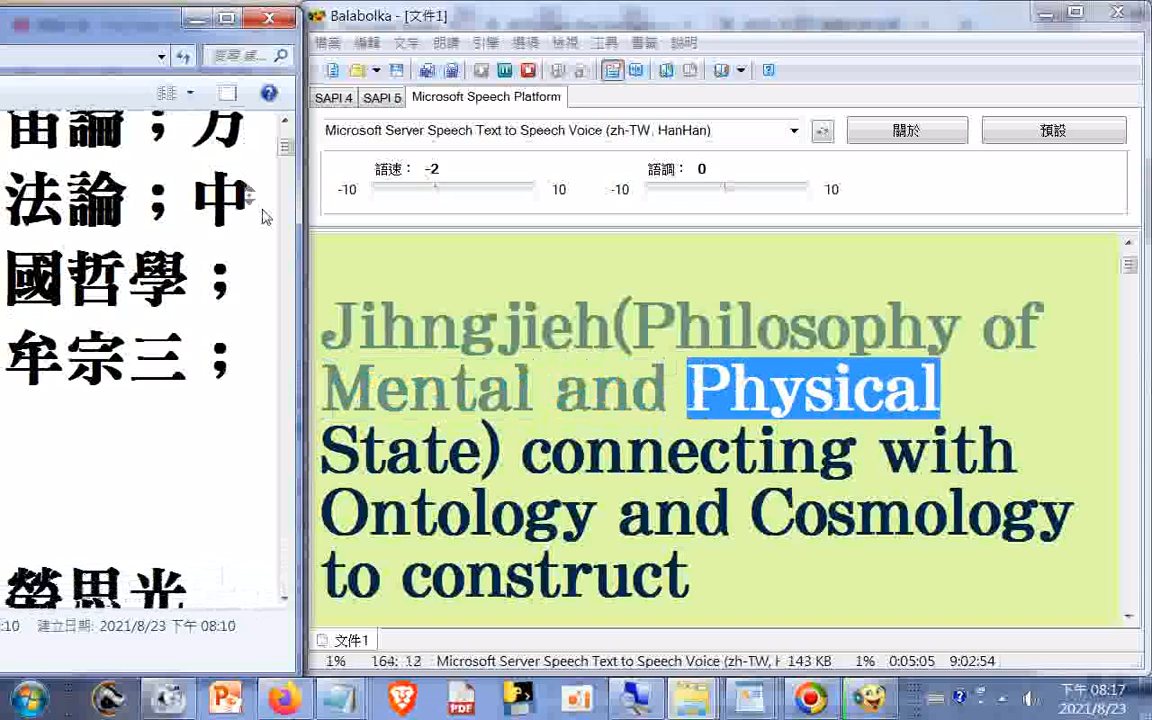 Balabolka - [文件1]
檔案 編輯 文字 朗讀 引擎 選項 檢視 工具 書籤 說明
SAPI 4 SAPI 5 Microsoft Speech Platform
Microsoft Server Speech Text to Speech Voice (zh-TW, HanHan)
關於
預設
語速： -2
語調： 0
-10 10 -10 10
由論；方
法論；中
國哲學；
牟宗三；
勞思光
:10 建立日期: 2021/8/23 下午 08:10
Jihngjieh(Philosophy of
Mental and Physical
State) connecting with
Ontology and Cosmology
to construct
文件1
1% 164: 12 Microsoft Server Speech Text to Speech Voice (zh-TW, H 143 KB 1% 0:05:05 9:02:54
PDF
下午 08:17
2021/8/23